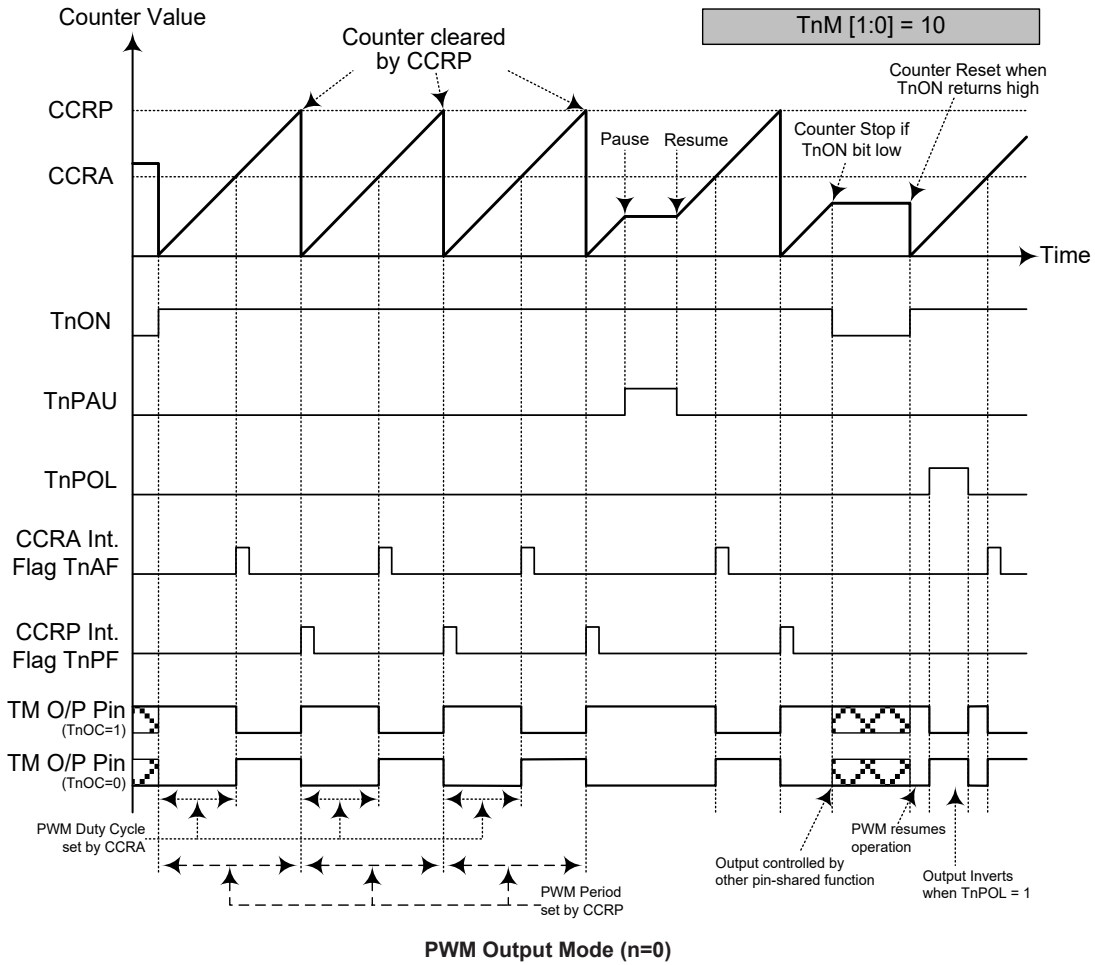 Counter Value
TnM [1:0] = 10
Counter cleared
by CCRP
Counter Reset when
TnON returns high
CCRP
Pause
Resume
Counter Stop if
TnON bit low
CCRA
Time
TnON
TnPAU
TnPOL
CCRA Int.
Flag TnAF
CCRP Int.
Flag TnPF
TM O/P Pin
(TnOC=1)
TM O/P Pin
(TnOC=0)
PWM Duty Cycle
set by CCRA
PWM resumes
operation
Output controlled by
other pin-shared function
Output Inverts
when TnPOL = 1
PWM Period
set by CCRP
PWM Output Mode (n=0)